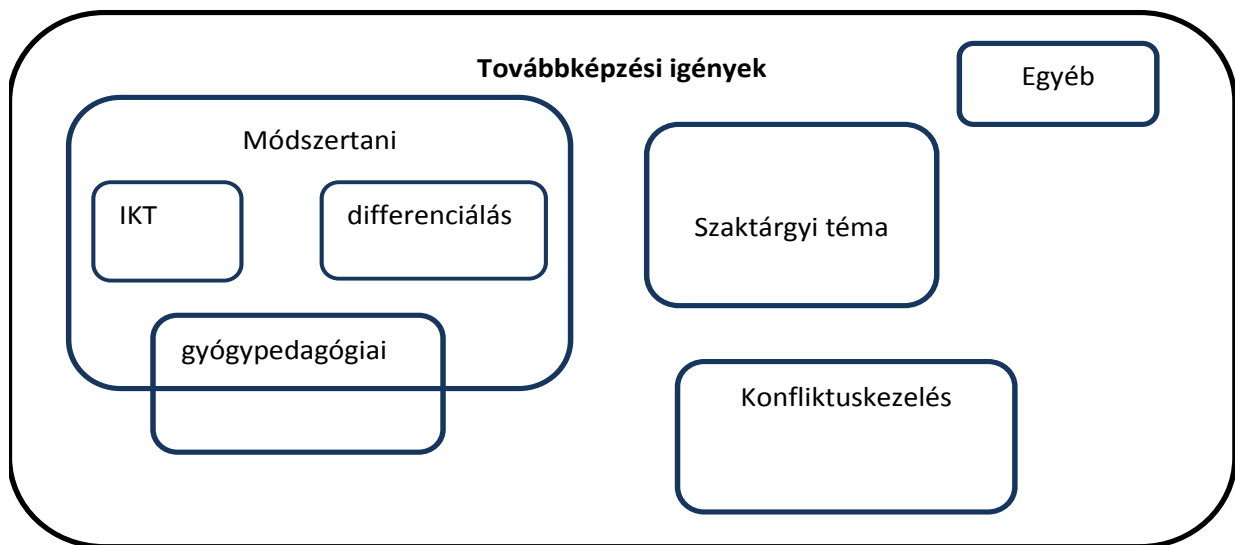 Továbbképzési igények
Egyéb
Módszertani
IKT
differenciálás
Szaktárgyi téma
gyógypedagógiai
Konfliktuskezelés